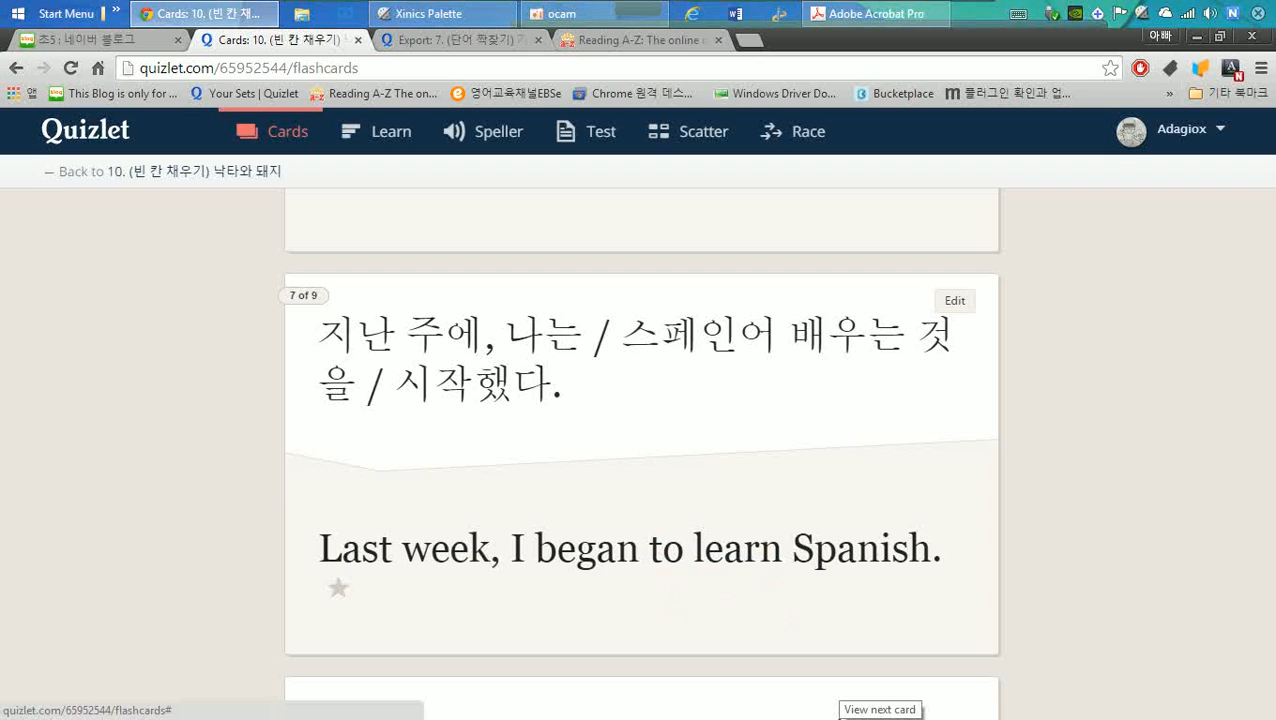 Start Menu
Cards: 10. (빈 칸 채...
Xinics Palette
ocam
Adobe Acrobat Pro
초5 : 네이버 블로그
Cards: 10. (빈 칸 채우기)
Export: 7. (단어 짝찾기) 기
Reading A-Z: The online
아빠
quizlet.com/65952544/flashcards
앱
This Blog is only for ...
Your Sets | Quizlet
Reading A-Z The on...
영어교육채널EBSe
Chrome 원격 데스...
Windows Driver Do...
Bucketplace
플러그인 확인과 업...
»
기타 북마크
Quizlet
Cards
Learn
Speller
Test
Scatter
Race
Adagiox
← Back to 10. (빈 칸 채우기) 낙타와 돼지
7 of 9
Edit
지난 주에, 나는 / 스페인어 배우는 것
을 / 시작했다.
Last week, I began to learn Spanish.
quizlet.com/65952544/flashcards#
View next card